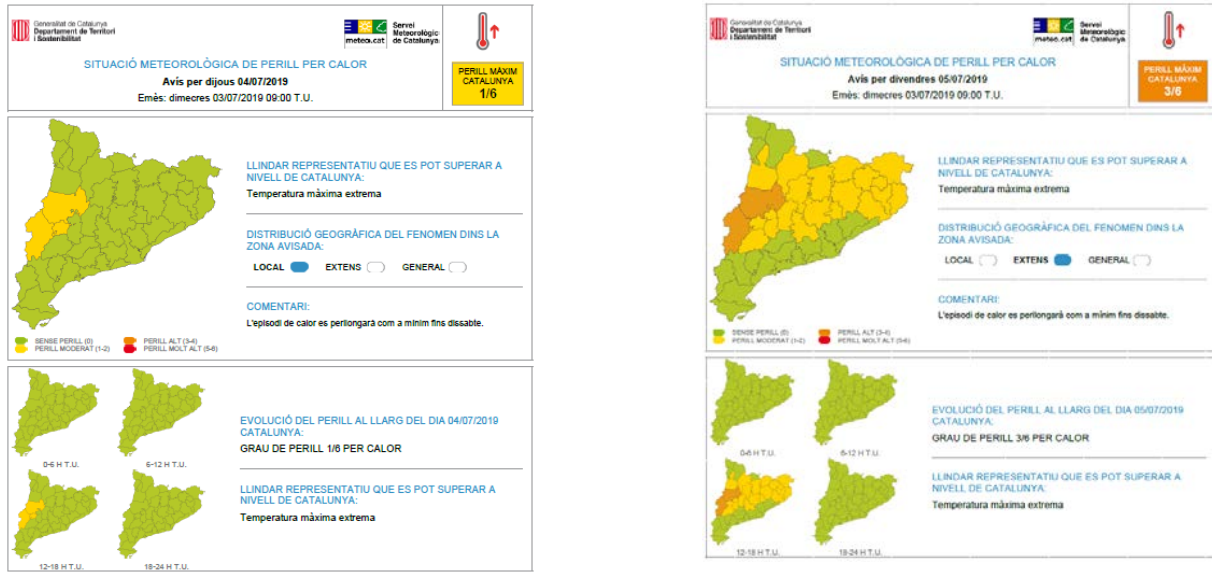 Generalitat de Catalunya
Departament de Territori
i Sostenibilitat
meteo.cat
Servei
Meteorològic
de Catalunya
SITUACIÓ METEOROLÒGICA DE PERILL PER CALOR
Avís per dijous 04/07/2019
Emès: dimecres 03/07/2019 09:00 T.U.
PERILL MÀXIM
CATALUNYA
1/6
LLINDAR REPRESENTATIU QUE ES POT SUPERAR A
NIVELL DE CATALUNYA:
Temperatura màxima extrema
DISTRIBUCIÓ GEOGRÀFICA DEL FENOMEN DINS LA
ZONA AVISADA:
LOCAL EXTENS GENERAL
COMENTARI:
L'episodi de calor es perllongarà com a mínim fins dissabte.
SENSE PERILL (0) PERILL ALT (3-4)
PERILL MODERAT (1-2) PERILL MOLT ALT (5-6)
0-6 H T.U. 6-12 H T.U.
12-18 H T.U. 18-24 H T.U.
EVOLUCIÓ DEL PERILL AL LLARG DEL DIA 04/07/2019
CATALUNYA:
GRAU DE PERILL 1/6 PER CALOR
LLINDAR REPRESENTATIU QUE ES POT SUPERAR A
NIVELL DE CATALUNYA:
Temperatura màxima extrema
Generalitat de Catalunya
Departament de Territori
i Sostenibilitat
meteo.cat
Servei
Meteorològic
de Catalunya
SITUACIÓ METEOROLÒGICA DE PERILL PER CALOR
Avís per divendres 05/07/2019
Emès: dimecres 03/07/2019 09:00 T.U.
PERILL MÀXIM
CATALUNYA
3/6
LLINDAR REPRESENTATIU QUE ES POT SUPERAR A
NIVELL DE CATALUNYA:
Temperatura màxima extrema
DISTRIBUCIÓ GEOGRÀFICA DEL FENOMEN DINS LA
ZONA AVISADA:
LOCAL EXTENS GENERAL
COMENTARI:
L'episodi de calor es perllongarà com a mínim fins dissabte.
SENSE PERILL (0) PERILL ALT (3-4)
PERILL MODERAT (1-2) PERILL MOLT ALT (5-6)
0-6 H T.U. 6-12 H T.U.
12-18 H T.U. 18-24 H T.U.
EVOLUCIÓ DEL PERILL AL LLARG DEL DIA 05/07/2019
CATALUNYA:
GRAU DE PERILL 3/6 PER CALOR
LLINDAR REPRESENTATIU QUE ES POT SUPERAR A
NIVELL DE CATALUNYA:
Temperatura màxima extrema